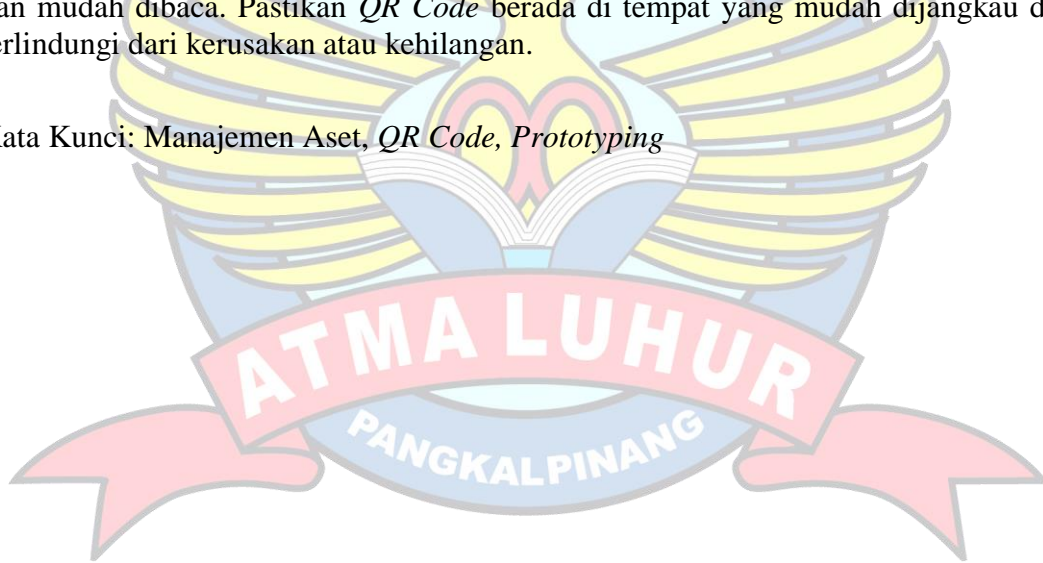 an mudah dibaca. Pastikan QR Code berada di tempat yang mudah dijangkau d
erlindungi dari kerusakan atau kehilangan.
ata Kunci: Manajemen Aset, QR Code, Prototyping
ATMA LUHUR
PANGKALPINANG